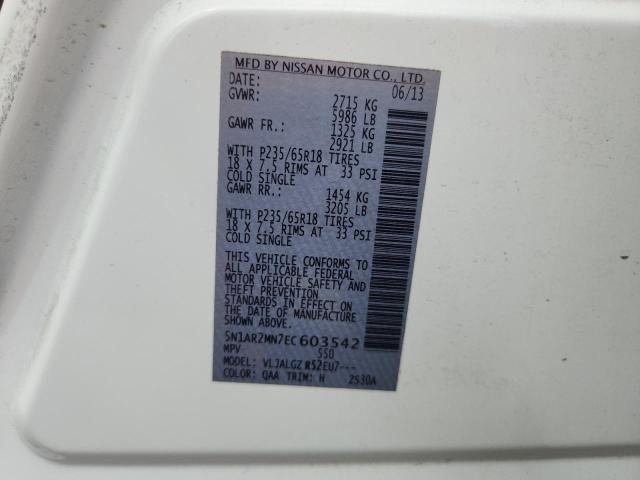 MFD BY NISSAN MOTOR CO., LTD.
DATE: 06/13
GVWR: 2715 KG
5986 LB
GAWR FR.: 1325 KG
2921 LB
WITH P235/65R18 TIRES
18 X 7.5 RIMS AT 33 PSI
COLD SINGLE
GAWR RR.: 1454 KG
3205 LB
WITH P235/65R18 TIRES
18 X 7.5 RIMS AT 33 PSI
COLD SINGLE
THIS VEHICLE CONFORMS TO
ALL APPLICABLE FEDERAL
MOTOR VEHICLE SAFETY AND
THEFT PREVENTION
STANDARDS IN EFFECT ON
THE DATE OF MANUFACTURE
SHOWN ABOVE.
5N1AR2MN7EC603542
MPV 550
MODEL: VLJALGZ R52EU7---
COLOR: QAA TRIM: H 2S30A